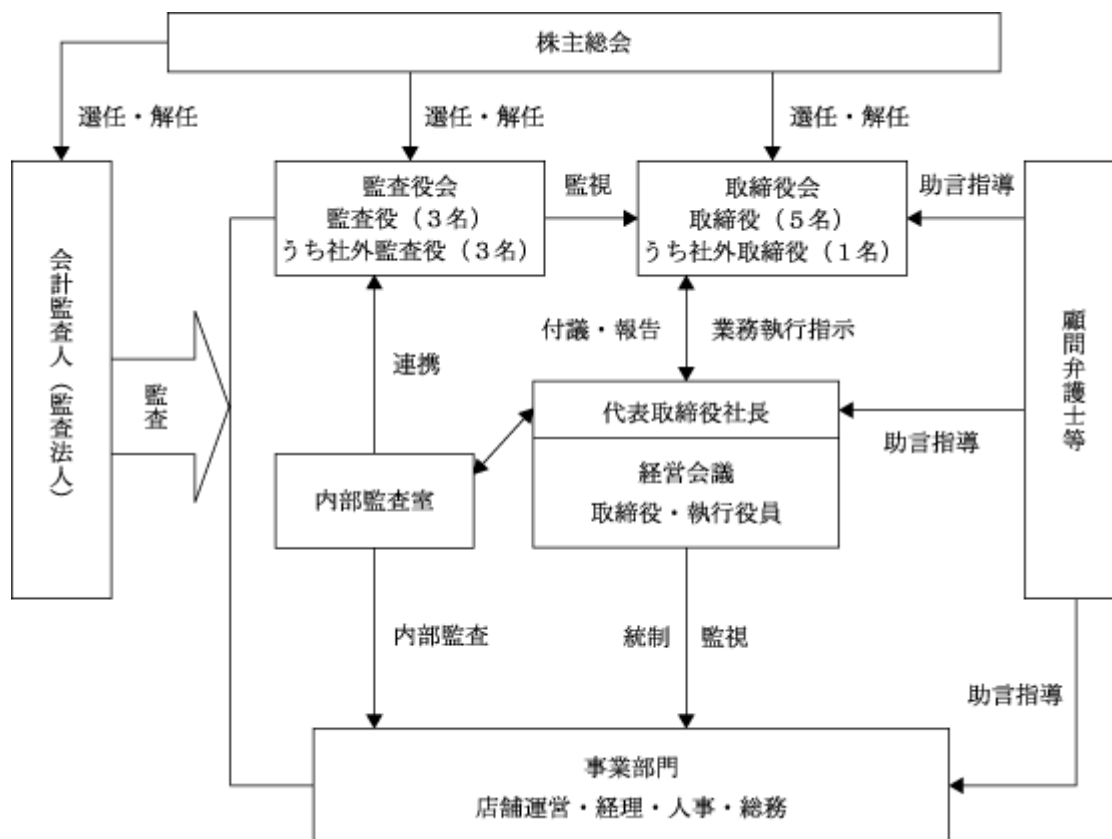 株主総会
選任・解任
選任・解任
選任・解任
監査役会
監査役（３名）
うち社外監査役（３名）
監視
取締役会
取締役（５名）
うち社外取締役（１名）
助言指導
会計監査人（監査法人）
監査
連携
付議・報告
業務執行指示
顧問弁護士等
代表取締役社長
助言指導
経営会議
取締役・執行役員
内部監査室
内部監査
統制
監視
助言指導
事業部門
店舗運営・経理・人事・総務